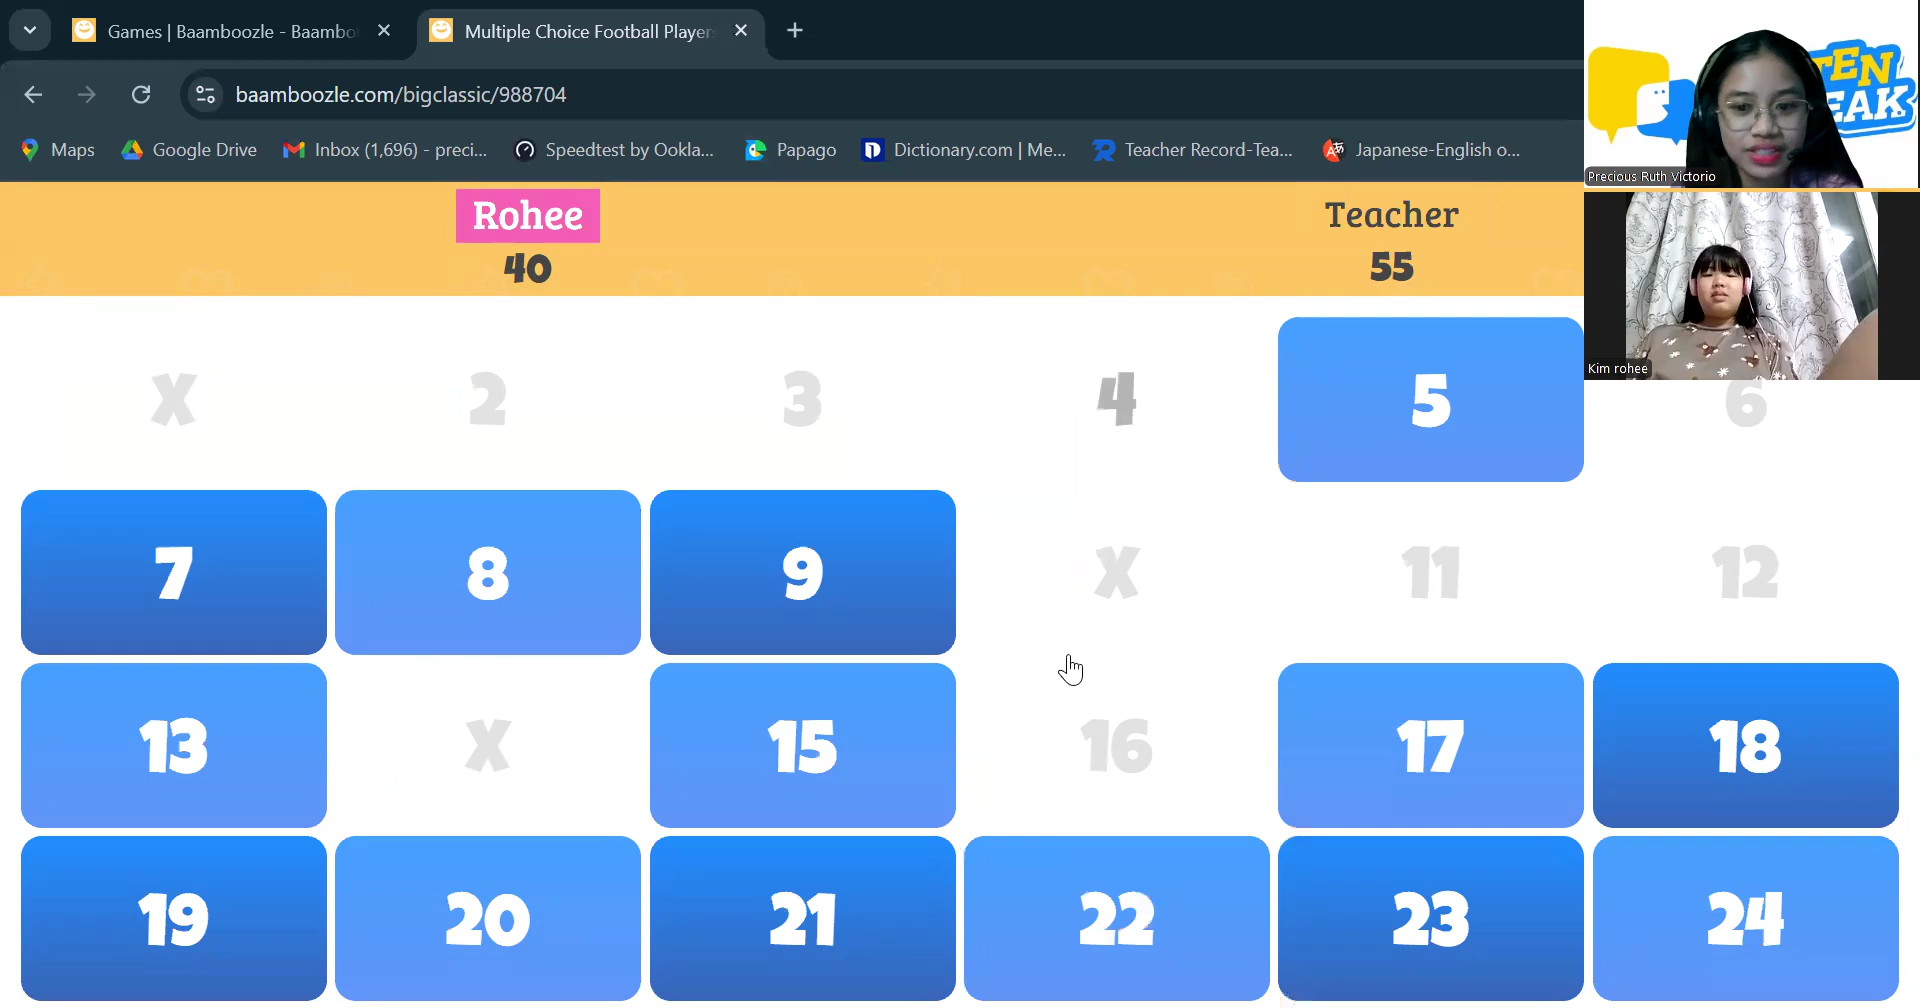 Games | Baamboozle - Baambo
Multiple Choice Football Player
baamboozle.com/bigclassic/988704
Maps
Google Drive
Inbox (1,696) - preci...
Speedtest by Ookla...
Papago
Dictionary.com | Me...
Teacher Record-Tea...
Japanese-English o...
TEN
EAK
Precious Ruth Victorio
Kim rohee
Rohee
40
Teacher
55
X 2 3 4 5 6
7 8 9 X 11 12
13 X 15 16 17 18
19 20 21 22 23 24